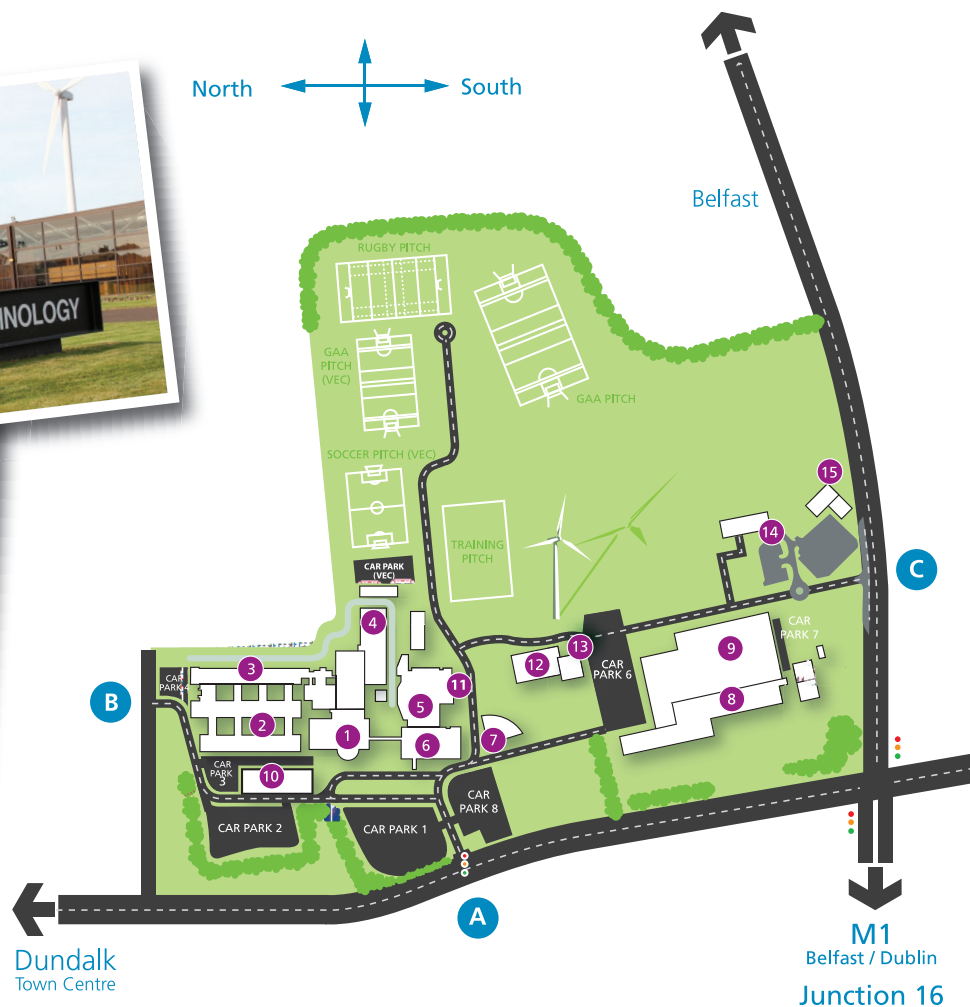 North
South
Belfast
HNOLOGY
RUGBY PITCH
GAA
PITCH
(VEC)
GAA PITCH
SOCCER PITCH (VEC)
TRAINING
PITCH
CAR PARK
(VEC)
15
14
C
4
13
12
CAR
PARK 6
CAR
PARK 7
9
3
CAR
PARK 4
11
B
5
8
2
1
6
7
10
CAR
PARK
3
CAR PARK 2
CAR PARK 1
CAR
PARK 8
A
Dundalk
Town Centre
M1
Belfast / Dublin
Junction 16